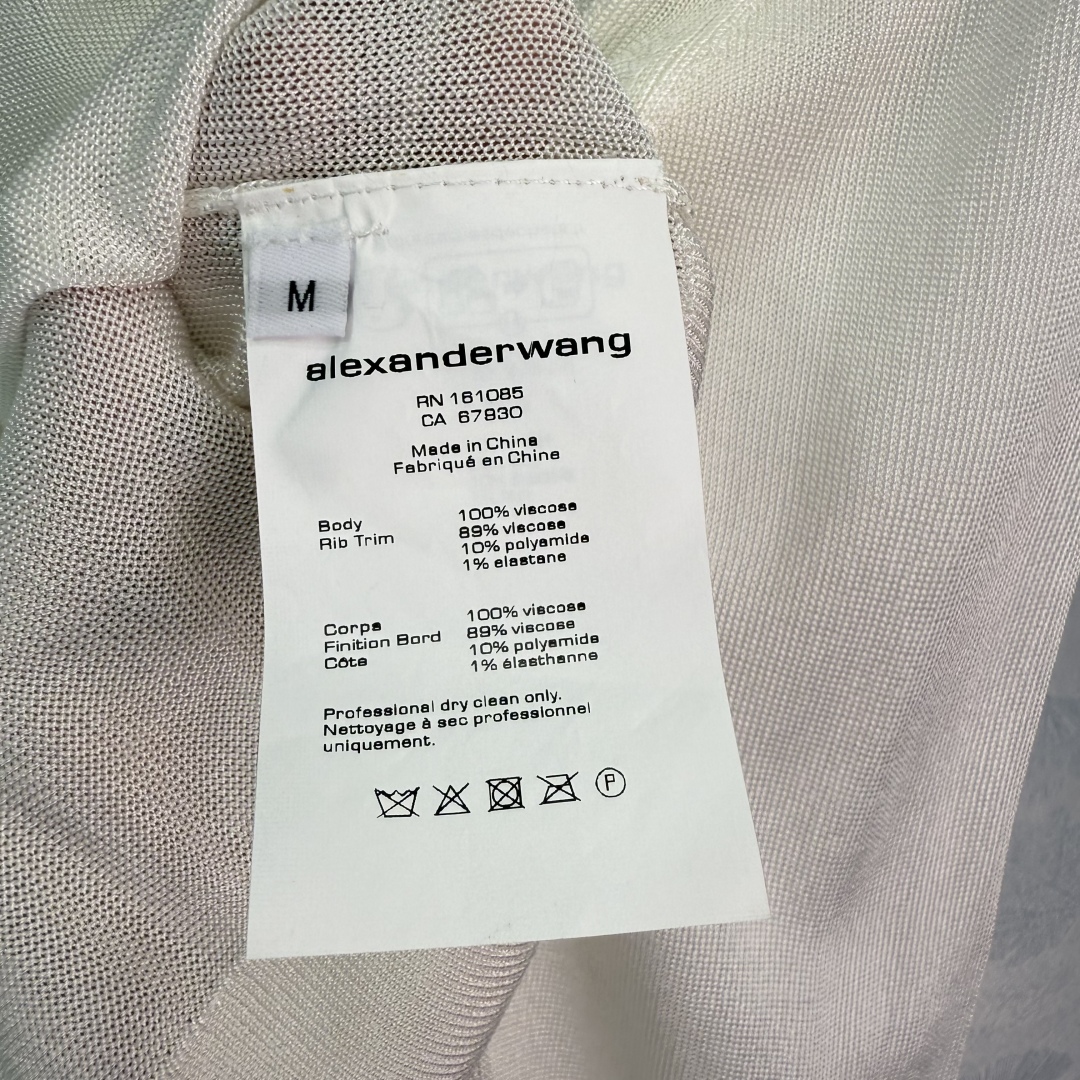 M
alexanderwang
RN 161085
CA 67830
Made in China
Fabriqué en China
Body 100% viscose
Rib Trim 89% viscose
10% polyamide
1% elastane
Corps 100% viscose
Finition Bord 89% viscose
Côte 10% polyamide
1% élasthanne
Professional dry clean only.
Nettoyage à sec professionnel
uniquement.
P